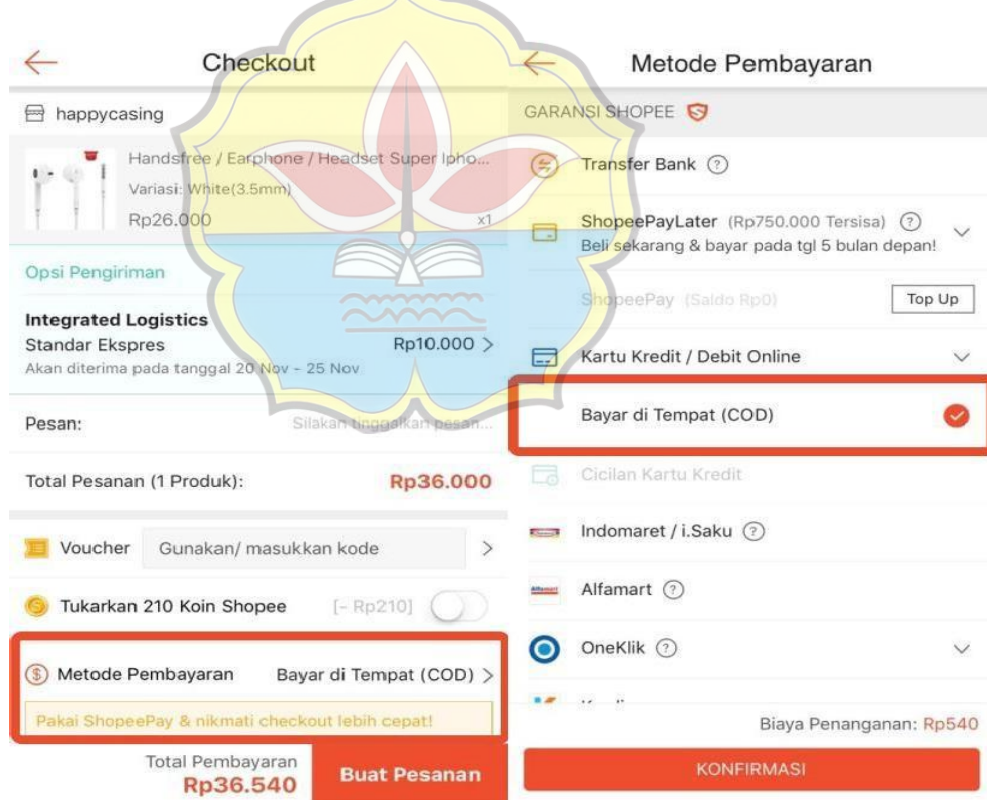 Checkout
happycasing
Handsfree / Earphone / Headset Super Ipho...
Variasi: White(3.5mm)
Rp26.000
x1
Opsi Pengiriman
Integrated Logistics
Standar Ekspres
Rp10.000
Akan diterima pada tanggal 20 Nov - 25 Nov
Pesan:
Silakan tinggalkan pesan...
Total Pesanan (1 Produk):
Rp36.000
Voucher
Gunakan/ masukkan kode
Tukarkan 210 Koin Shopee
[- Rp210]
Metode Pembayaran
Bayar di Tempat (COD)
Pakai ShopeePay & nikmati checkout lebih cepat!
Total Pembayaran
Rp36.540
Buat Pesanan
Metode Pembayaran
GARANSI SHOPEE
Transfer Bank
ShopeePayLater (Rp750.000 Tersisa)
Beli sekarang & bayar pada tgl 5 bulan depan!
ShopeePay (Saldo Rp0)
Top Up
Kartu Kredit / Debit Online
Bayar di Tempat (COD)
Cicilan Kartu Kredit
Indomaret / i.Saku
Alfamart
OneKlik
Biaya Penanganan: Rp540
KONFIRMASI